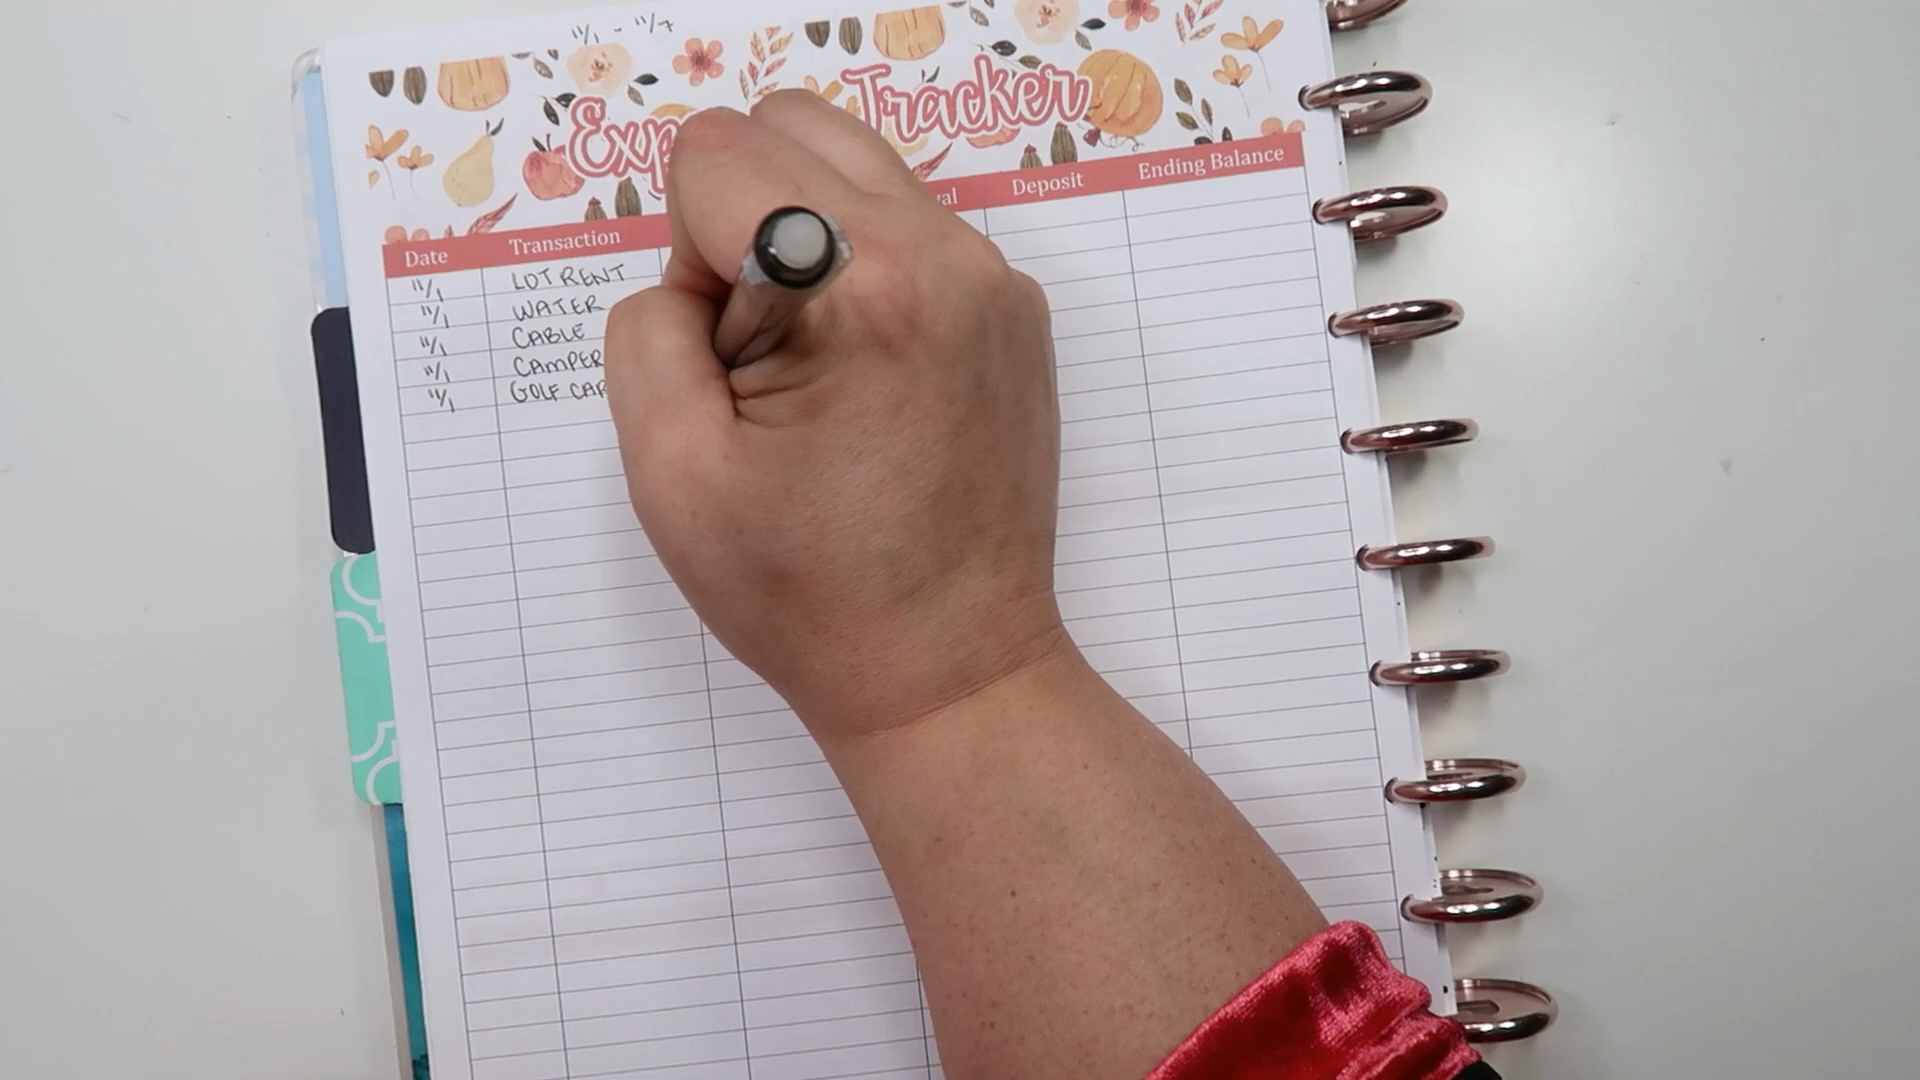 11/1 - 11/7
Tracker
Date Transaction Deposit Ending Balance
11/1 LOT RENT
11/1 WATER
11/1 CABLE
11/1 CAMPER
11/1 GOLF